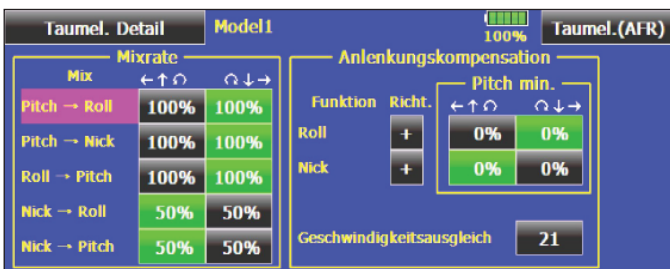 Taumel. Detail Model1 100% Taumel.(AFR)
Mixrate
Mix ←↑↶ ↷↓→
Pitch → Roll 100% 100%
Pitch → Nick 100% 100%
Roll → Pitch 100% 100%
Nick → Roll 50% 50%
Nick → Pitch 50% 50%
Anlenkungskompensation
Pitch min.
Funktion Richt. ←↑↶ ↷↓→
Roll + 0% 0%
Nick + 0% 0%
Geschwindigkeitsausgleich 21